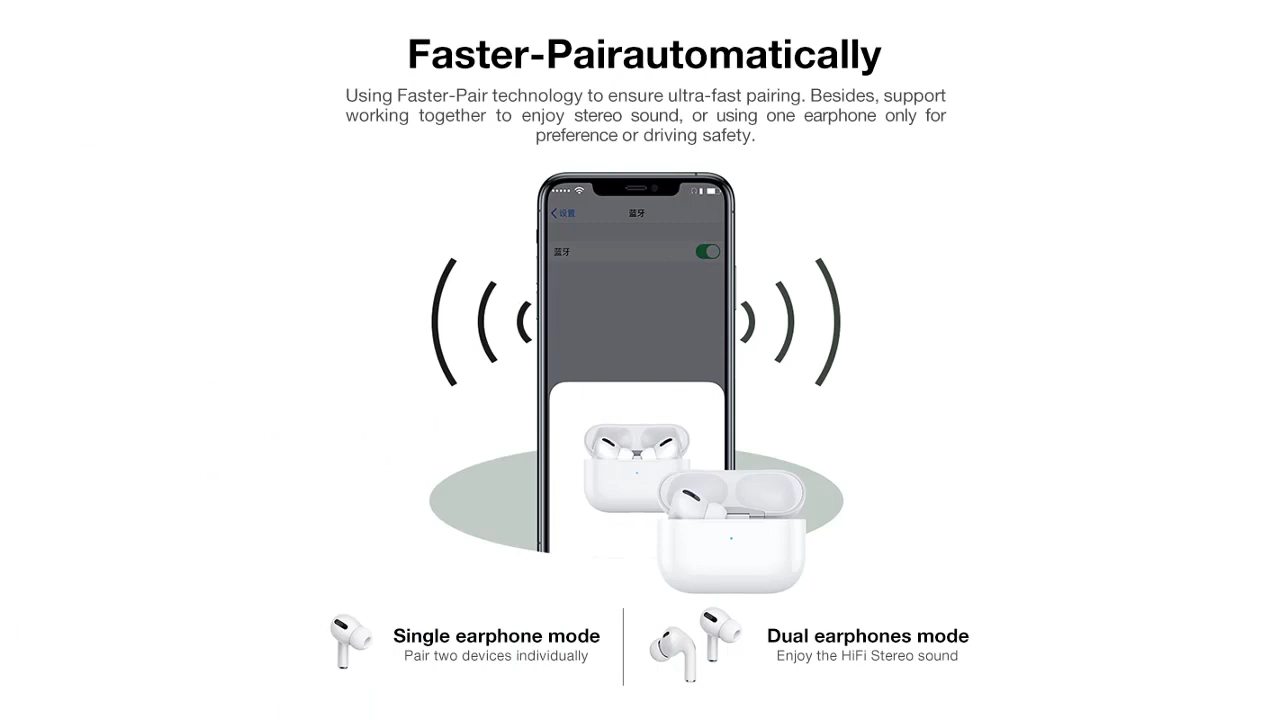 Faster-Pairautomatically
Using Faster-Pair technology to ensure ultra-fast pairing. Besides, support
working together to enjoy stereo sound, or using one earphone only for
preference or driving safety.
设置
蓝牙
蓝牙
Single earphone mode
Pair two devices individually
Dual earphones mode
Enjoy the HiFi Stereo sound